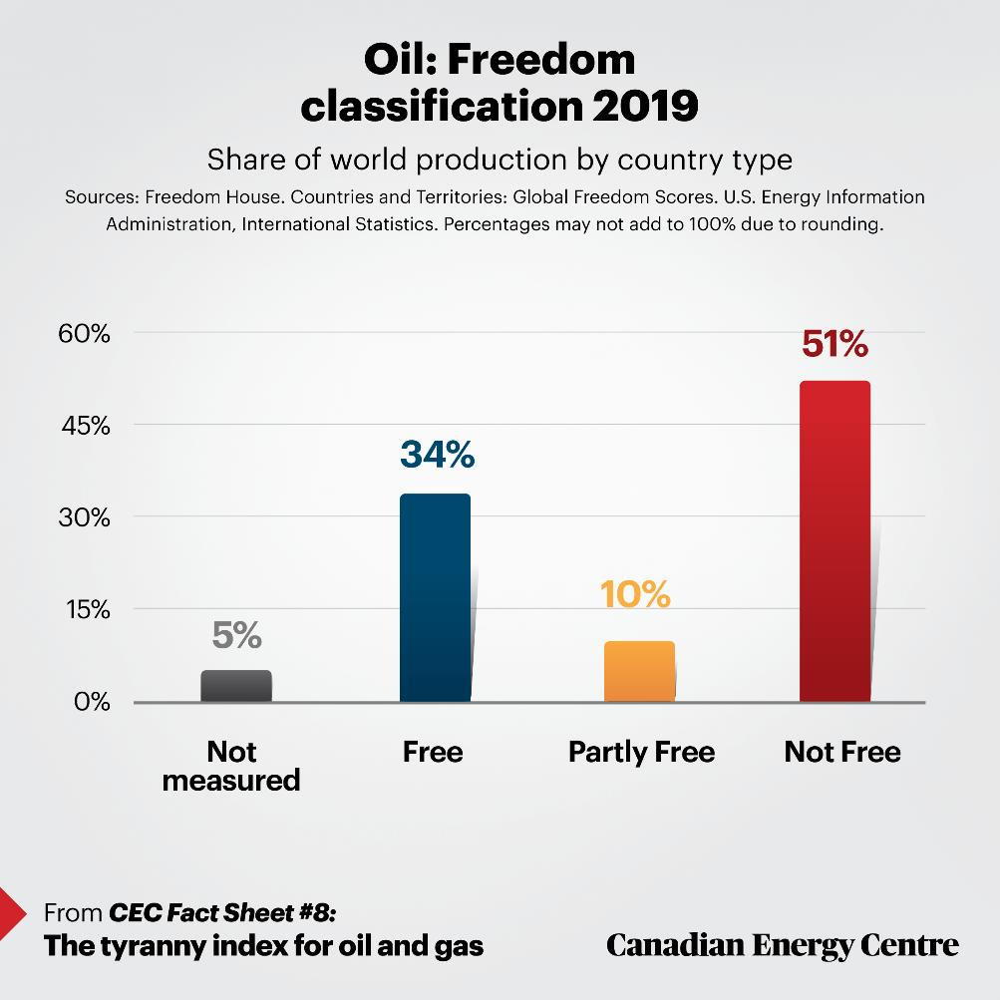 Oil: Freedom
classification 2019
Share of world production by country type
Sources: Freedom House. Countries and Territories: Global Freedom Scores. U.S. Energy Information
Administration, International Statistics. Percentages may not add to 100% due to rounding.
60%
45%
30%
15%
0%
5%
34%
10%
51%
Not
measured
Free
Partly Free
Not Free
From CEC Fact Sheet #8:
The tyranny index for oil and gas
Canadian Energy Centre